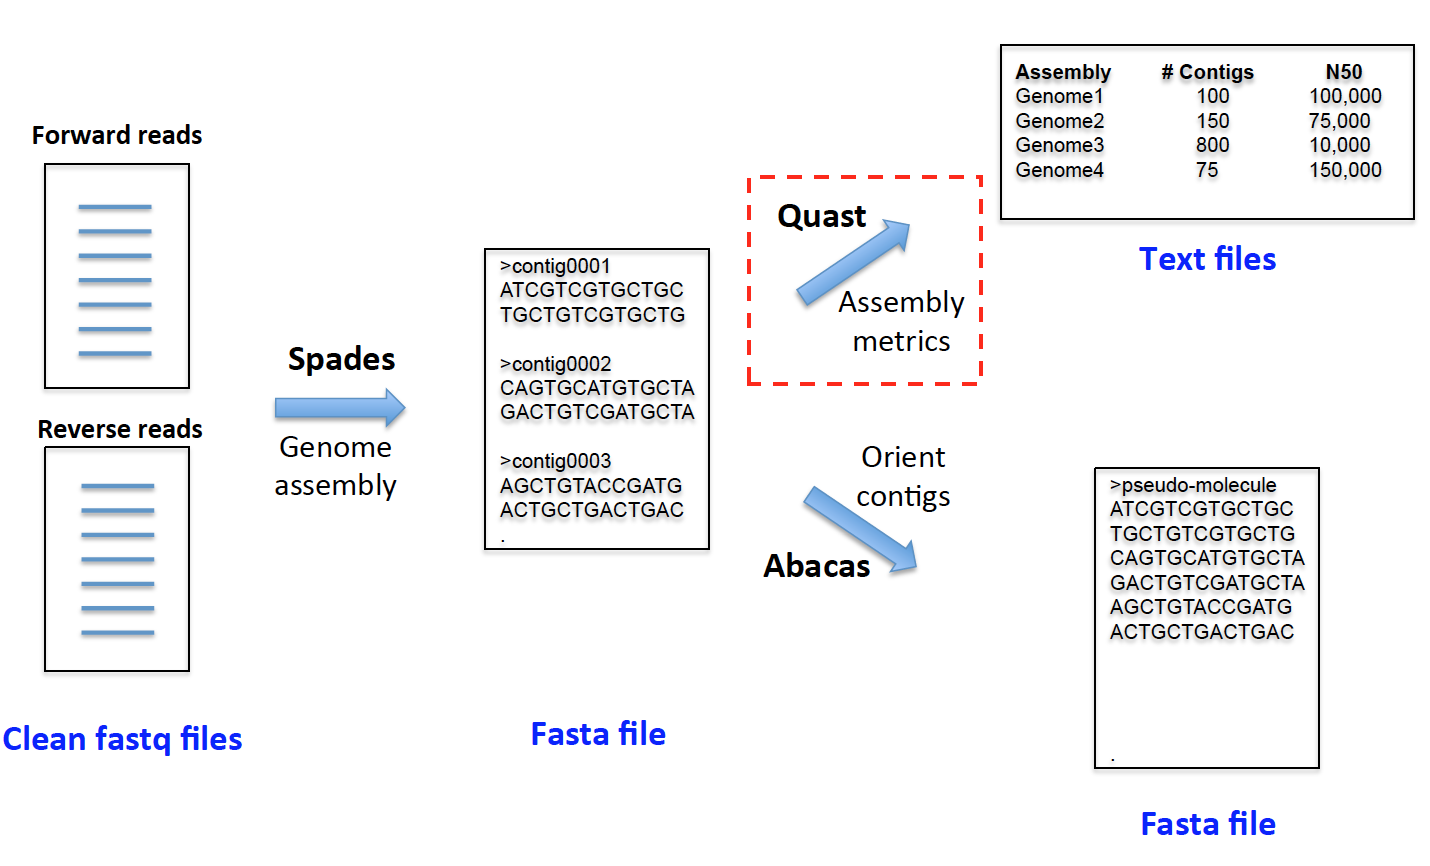 Forward reads
Reverse reads
Clean fastq files
Spades
Genome
assembly
>contig0001
ATCGTCGTGCTGC
TGCTGTCGTGCTG
>contig0002
CAGTGCATGTGCTA
GACTGTCGATGCTA
>contig0003
AGCTGTACCGATG
ACTGCTGACTGAC
.
Fasta file
Quast
Assembly
metrics
Assembly # Contigs N50
Genome1 100 100,000
Genome2 150 75,000
Genome3 800 10,000
Genome4 75 150,000
Text files
Orient
contigs
Abacas
>pseudo-molecule
ATCGTCGTGCTGC
TGCTGTCGTGCTG
CAGTGCATGTGCTA
GACTGTCGATGCTA
AGCTGTACCGATG
ACTGCTGACTGAC
.
Fasta file